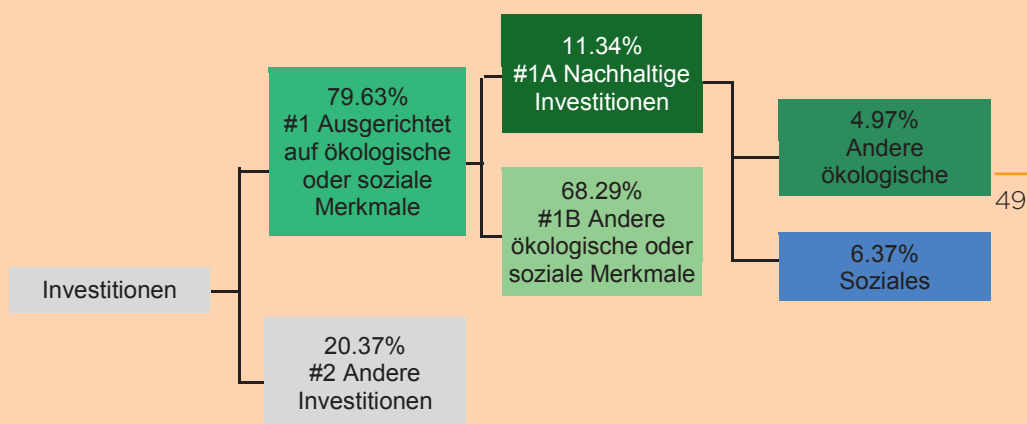 Investitionen
79.63%
#1 Ausgerichtet
auf ökologische
oder soziale
Merkmale
20.37%
#2 Andere
Investitionen
11.34%
#1A Nachhaltige
Investitionen
68.29%
#1B Andere
ökologische oder
soziale Merkmale
4.97%
Andere
ökologische
6.37%
Soziales
49